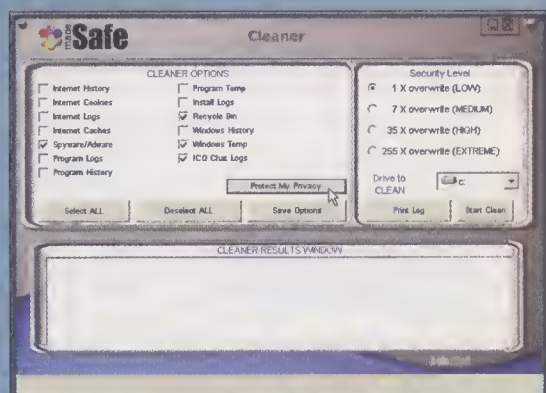 made Safe
Cleaner
CLEANER OPTIONS
Internet History
Internet Cookies
Internet Logs
Internet Caches
Spyware/Adware
Program Logs
Program History
Program Temp
Install Logs
Recycle Bin
Windows History
Windows Temp
ICQ Chat Logs
Protect My Privacy
Select ALL
Deselect ALL
Save Options
Security Level
1 X overwrite (LOW)
7 X overwrite (MEDIUM)
35 X overwrite (HIGH)
255 X overwrite (EXTREME)
Drive to
CLEAN
c:
Print Log
Start Clean
CLEANER RESULTS WINDOW